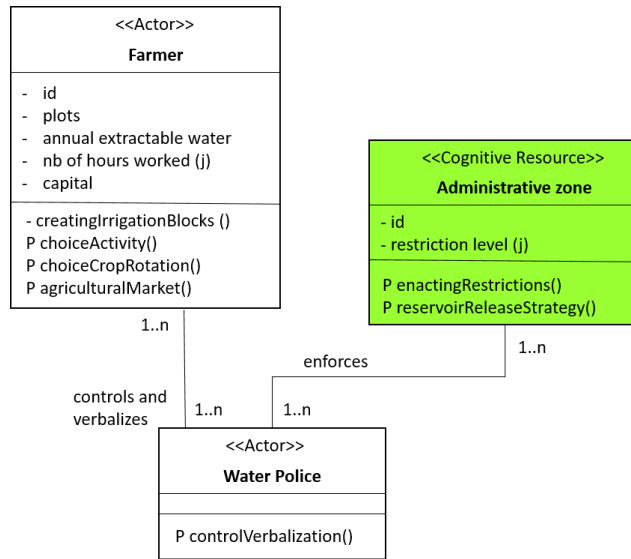 <<Actor>>
Farmer
- id
- plots
- annual extractable water
- nb of hours worked (j)
- capital
- creatingIrrigationBlocks ()
P choiceActivity()
P choiceCropRotation()
P agriculturalMarket()
<<Cognitive Resource>>
Administrative zone
- id
- restriction level (j)
P enactingRestrictions()
P reservoirReleaseStrategy()
1..n
1..n
enforces
controls and
verbalizes
1..n
1..n
<<Actor>>
Water Police
P controlVerbalization()